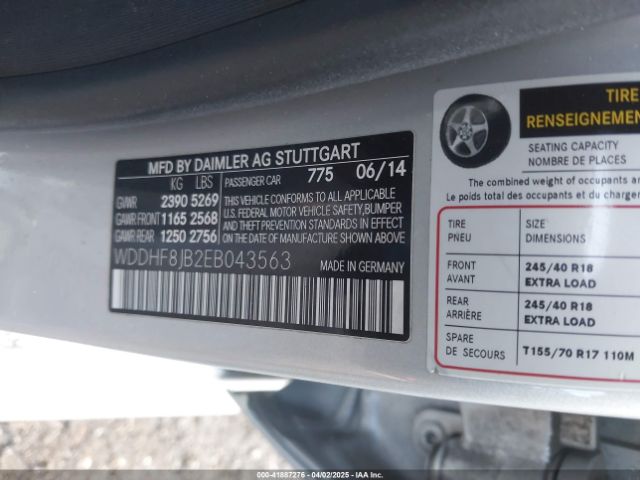 MFD BY DAIMLER AG STUTTGART
KG LBS PASSENGER CAR 775 06/14
GVWR 2390 5269
GAWR FRONT 1165 2568
GAWR REAR 1250 2756
THIS VEHICLE CONFORMS TO ALL APPLICABLE
U.S. FEDERAL MOTOR VEHICLE SAFETY, BUMPER
AND THEFT PREVENTION STANDARDS IN EFFECT
ON THE DATE OF MANUFACTURE SHOWN ABOVE.
WDDHF8JB2EB043563
MADE IN GERMANY
TIRE
RENSEIGNEMEN
SEATING CAPACITY
NOMBRE DE PLACES
The combined weight of occupants an
Le poids total des occupants et du charger
TIRE SIZE
PNEU DIMENSIONS
FRONT 245/40 R18
AVANT EXTRA LOAD
REAR 245/40 R18
ARRIÈRE EXTRA LOAD
SPARE T155/70 R17 110M
DE SECOURS
000-41887276 - 04/02/2025 - IAAI.COM